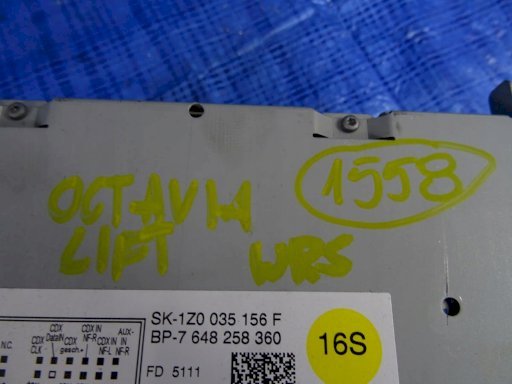 1558
OCTAVIA
LIFT WRS
SK-1Z0 035 156 F
BP-7 648 258 360
16S
FD 5111
N.C.
CDX CLK
CDX DataIN
CDX gesch+
CDX IN NF-R
CDX IN NF-L
AUX-IN NF-R